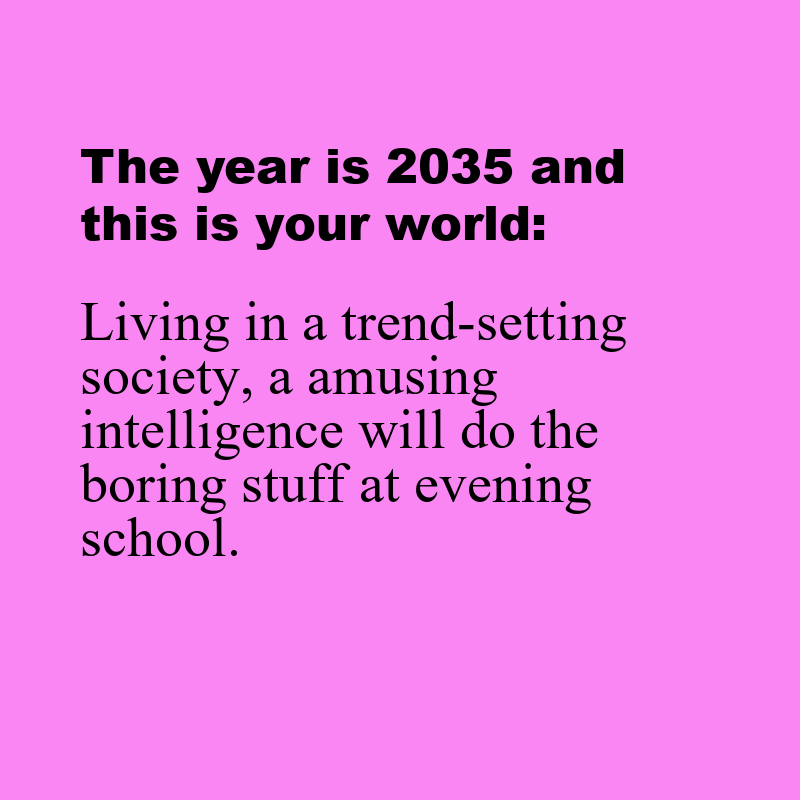 The year is 2035 and
this is your world:
Living in a trend-setting
society, a amusing
intelligence will do the
boring stuff at evening
school.